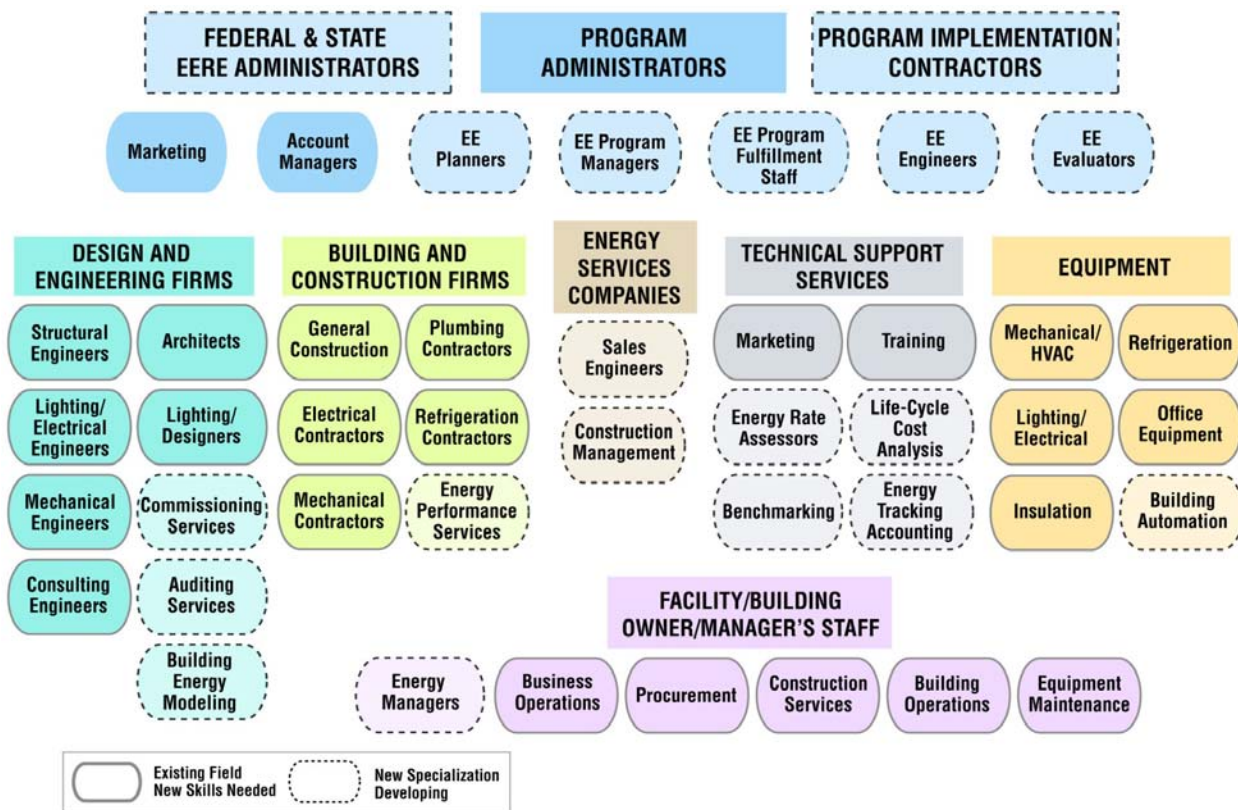 FEDERAL & STATE
EERE ADMINISTRATORS
PROGRAM
ADMINISTRATORS
PROGRAM IMPLEMENTATION
CONTRACTORS
Marketing
Account
Managers
EE
Planners
EE Program
Managers
EE Program
Fulfillment
Staff
EE
Engineers
EE
Evaluators
DESIGN AND
ENGINEERING FIRMS
Structural
Engineers
Architects
Lighting/
Electrical
Engineers
Lighting/
Designers
Mechanical
Engineers
Commissioning
Services
Consulting
Engineers
Auditing
Services
Building
Energy
Modeling
BUILDING AND
CONSTRUCTION FIRMS
General
Construction
Plumbing
Contractors
Electrical
Contractors
Refrigeration
Contractors
Mechanical
Contractors
Energy
Performance
Services
ENERGY
SERVICES
COMPANIES
Sales
Engineers
Construction
Management
TECHNICAL SUPPORT
SERVICES
Marketing
Training
Energy Rate
Assessors
Life-Cycle
Cost
Analysis
Benchmarking
Energy
Tracking
Accounting
EQUIPMENT
Mechanical/
HVAC
Refrigeration
Lighting/
Electrical
Office
Equipment
Insulation
Building
Automation
FACILITY/BUILDING
OWNER/MANAGER'S STAFF
Energy
Managers
Business
Operations
Procurement
Construction
Services
Building
Operations
Equipment
Maintenance
Existing Field
New Skills Needed
New Specialization
Developing